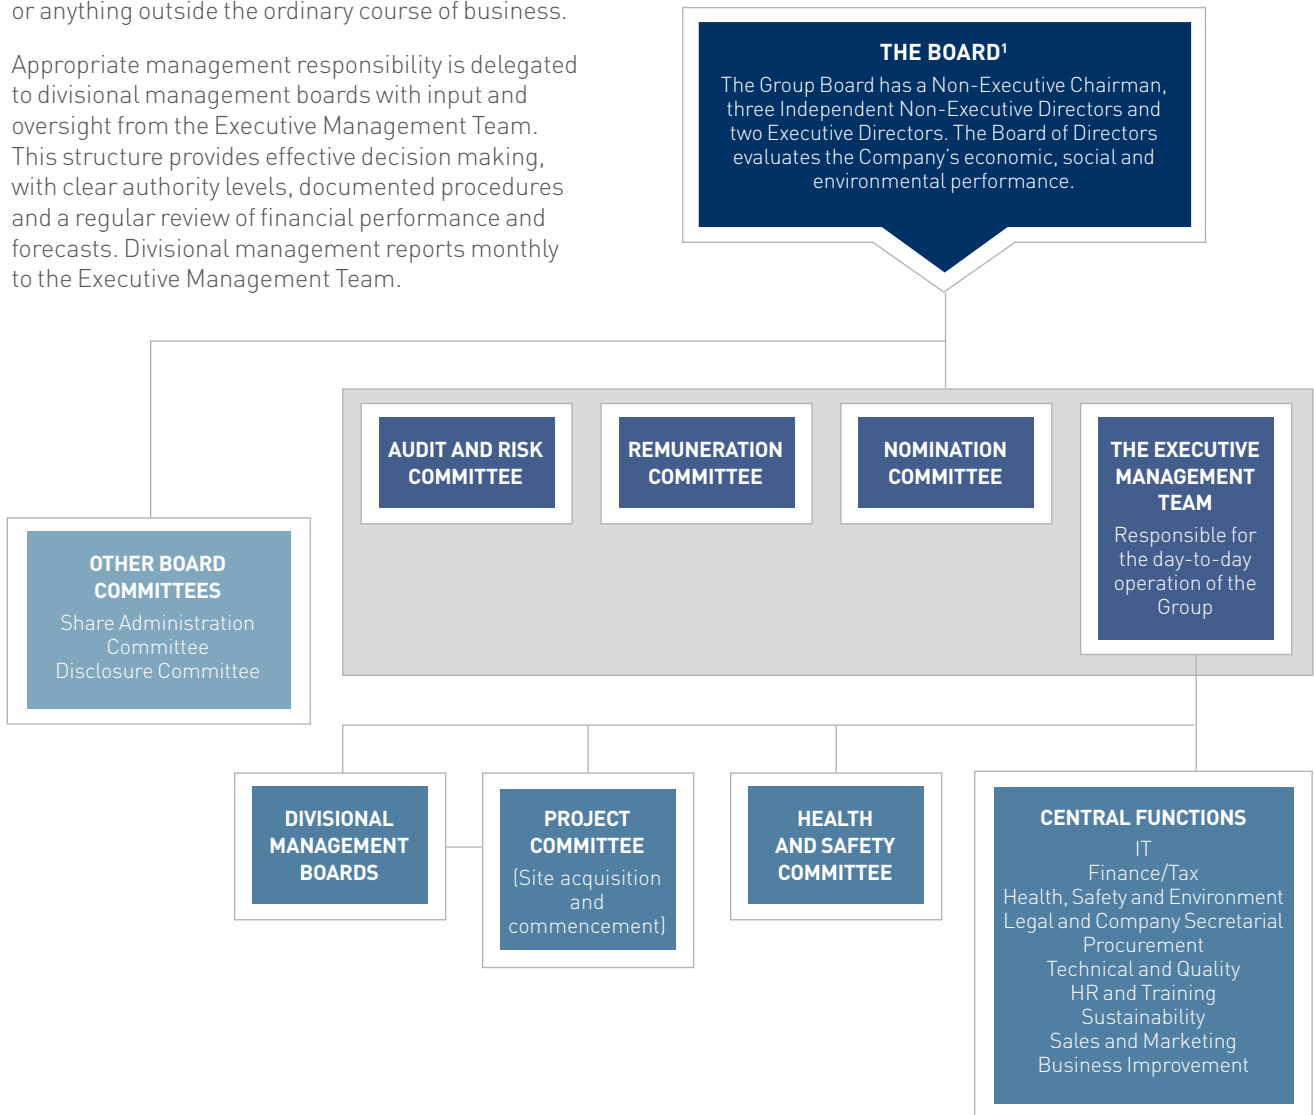 or anything outside the ordinary course of business.
Appropriate management responsibility is delegated
to divisional management boards with input and
oversight from the Executive Management Team.
This structure provides effective decision making,
with clear authority levels, documented procedures
and a regular review of financial performance and
forecasts. Divisional management reports monthly
to the Executive Management Team.
THE BOARD¹
The Group Board has a Non-Executive Chairman,
three Independent Non-Executive Directors and
two Executive Directors. The Board of Directors
evaluates the Company's economic, social and
environmental performance.
AUDIT AND RISK
COMMITTEE
REMUNERATION
COMMITTEE
NOMINATION
COMMITTEE
THE EXECUTIVE
MANAGEMENT
TEAM
Responsible for
the day-to-day
operation of the
Group
OTHER BOARD
COMMITTEES
Share Administration
Committee
Disclosure Committee
DIVISIONAL
MANAGEMENT
BOARDS
PROJECT
COMMITTEE
(Site acquisition
and
commencement)
HEALTH
AND SAFETY
COMMITTEE
CENTRAL FUNCTIONS
IT
Finance/Tax
Health, Safety and Environment
Legal and Company Secretarial
Procurement
Technical and Quality
HR and Training
Sustainability
Sales and Marketing
Business Improvement